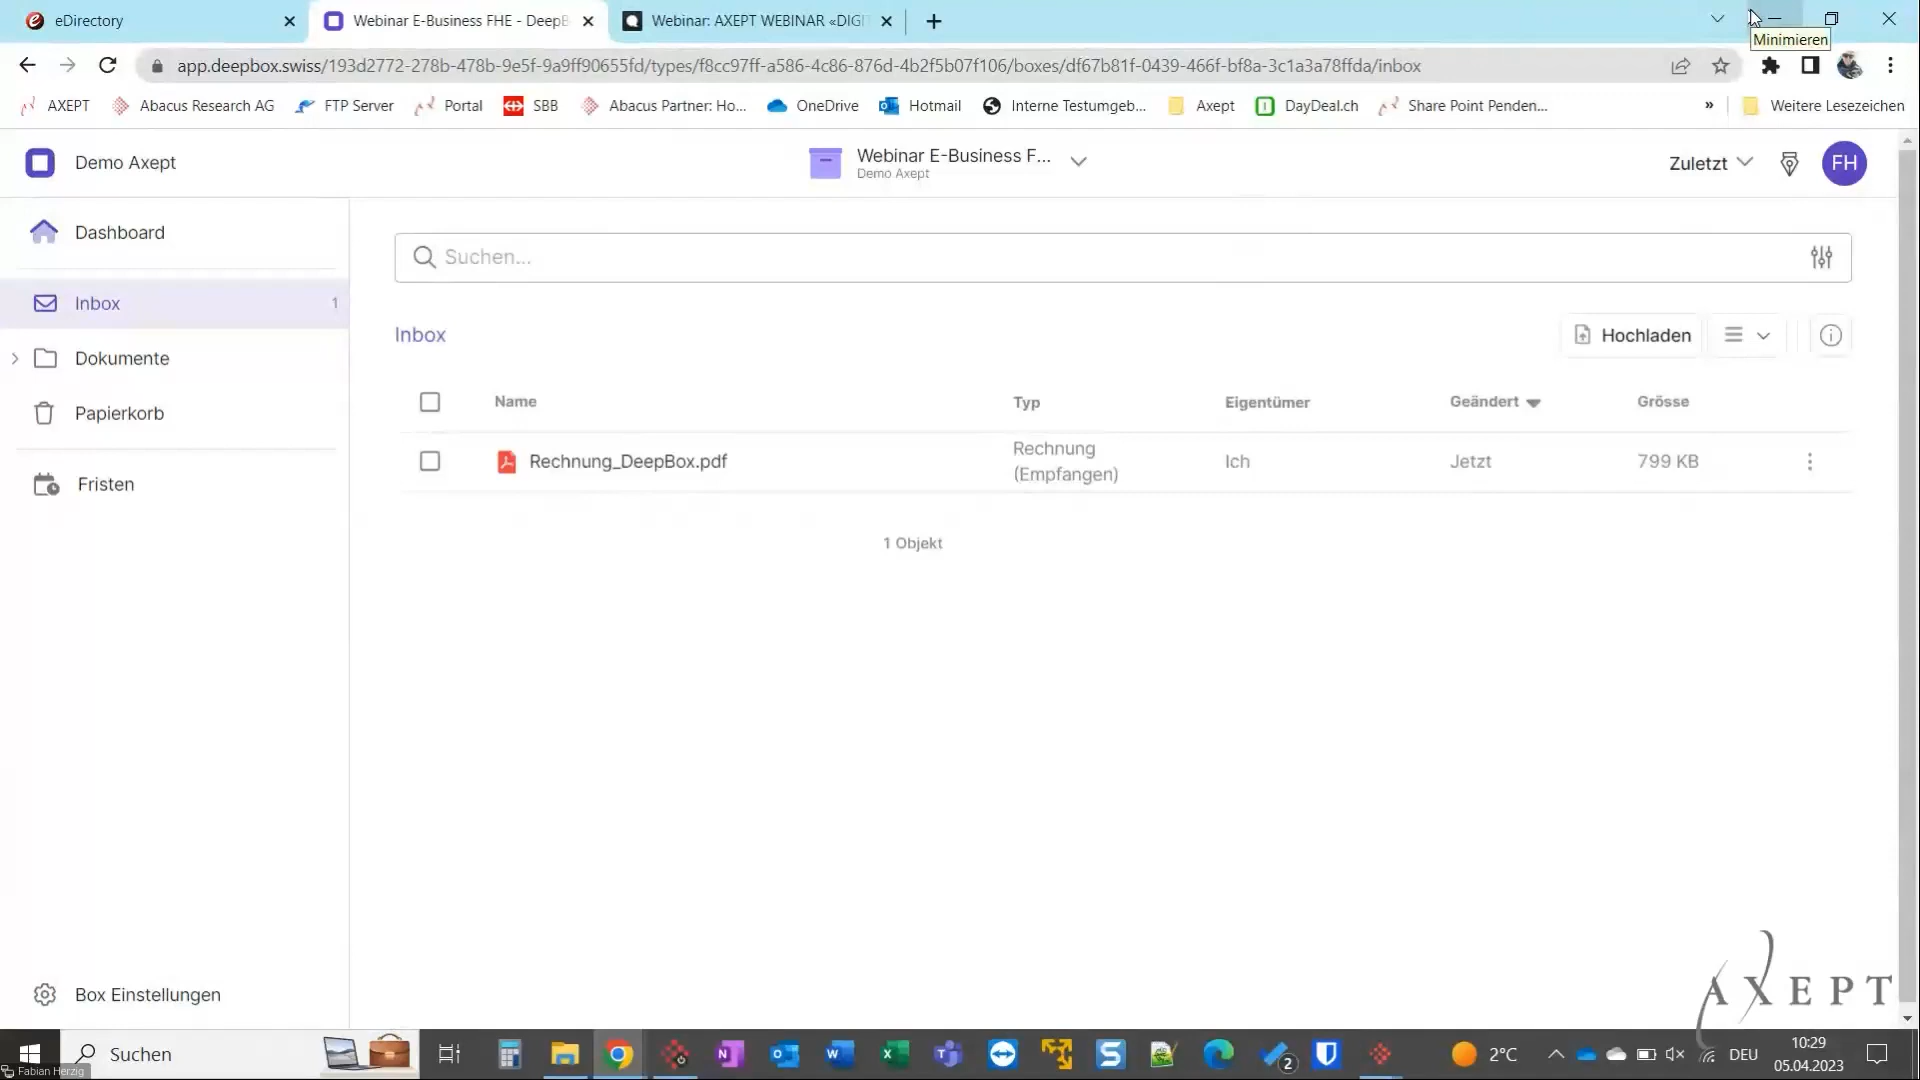 eDirectory
Webinar E-Business FHE - DeepB
Webinar: AXEPT WEBINAR «DIGI
Minimieren
app.deepbox.swiss/193d2772-278b-478b-9e5f-9a9ff90655fd/types/f8cc97ff-a586-4c86-876d-4b2f5b07f106/boxes/df67b81f-0439-466f-bf8a-3c1a3a78ffda/inbox
AXEPT
Abacus Research AG
FTP Server
Portal
SBB
Abacus Partner: Ho...
OneDrive
Hotmail
Interne Testumgeb...
Axept
DayDeal.ch
Share Point Penden...
»
Weitere Lesezeichen
Demo Axept
Webinar E-Business F...
Demo Axept
Zuletzt
FH
Dashboard
Suchen...
Inbox 1
Inbox
Hochladen
Dokumente
Papierkorb
Fristen
Name Typ Eigentümer Geändert Grösse
Rechnung_DeepBox.pdf
Rechnung
(Empfangen)
Ich
Jetzt
799 KB
1 Objekt
Box Einstellungen
AXEPT
Suchen
2
2°C
DEU
10:29
05.04.2023
Fabian Herzig